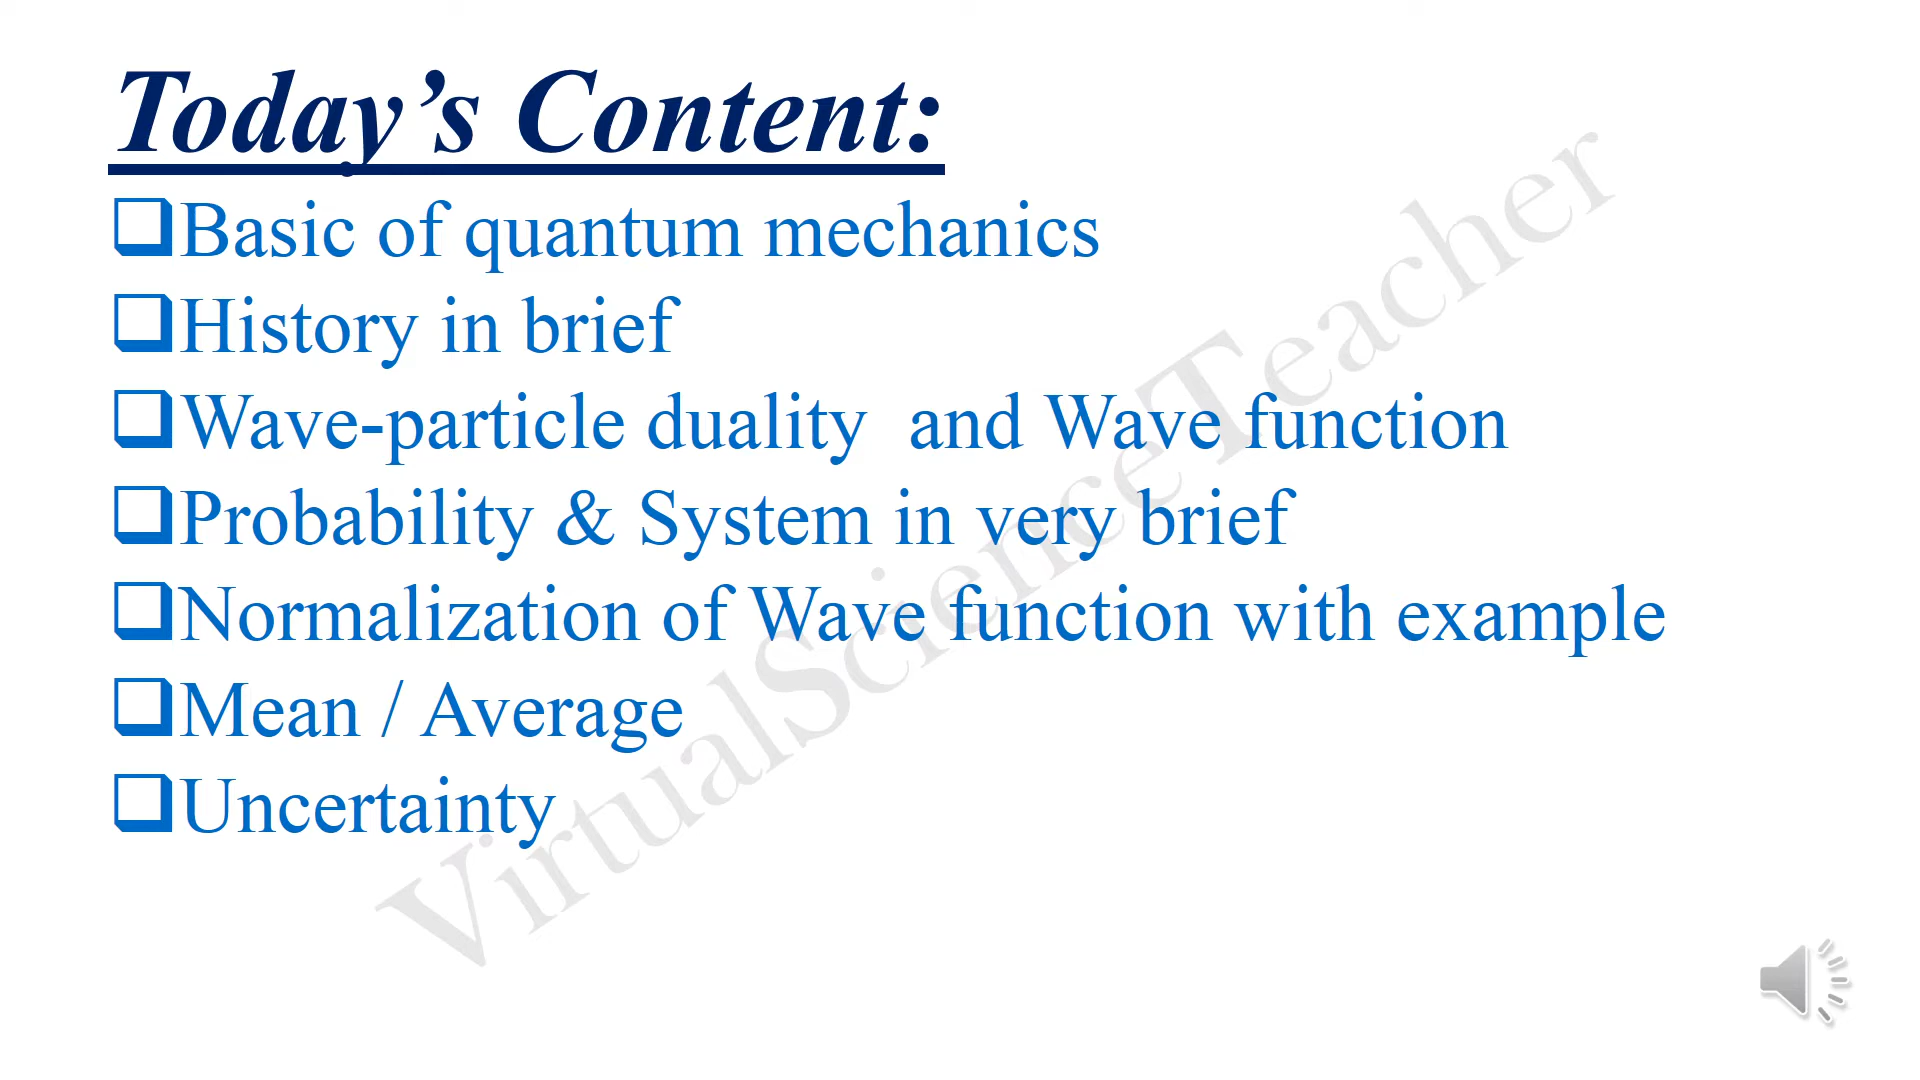 Today’s Content:
❑Basic of quantum mechanics
❑History in brief
❑Wave-particle duality  and Wave function
❑Probability & System in very brief
❑Normalization of Wave function with example
❑Mean / Average
❑Uncertainty
VirtualScienceTeacher